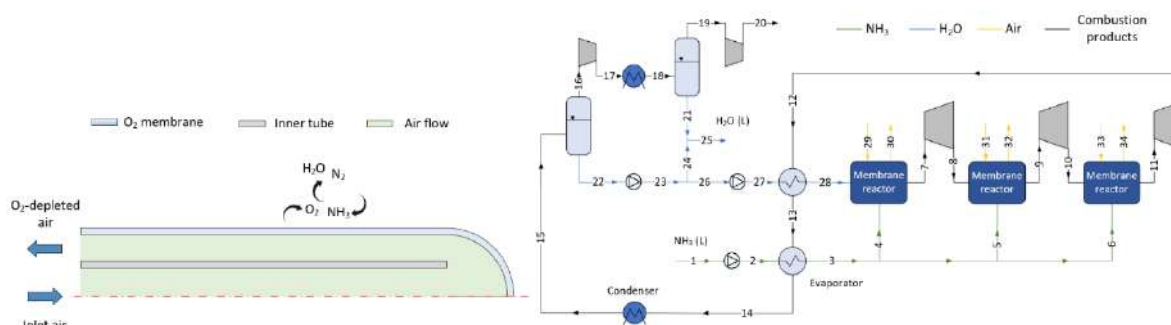 O₂ membrane
Inner tube
Air flow
H₂O
N₂
O₂
NH₃
O₂-depleted
air
Inlet air
NH₃
H₂O
Air
Combustion
products
19
20
16
17
18
12
21
H₂O (L)
25
24
29
30
31
32
33
34
7
8
9
10
11
Membrane
reactor
Membrane
reactor
Membrane
reactor
22
23
26
27
28
13
4
5
6
15
NH₃ (L)
1
2
3
Evaporator
Condenser
14